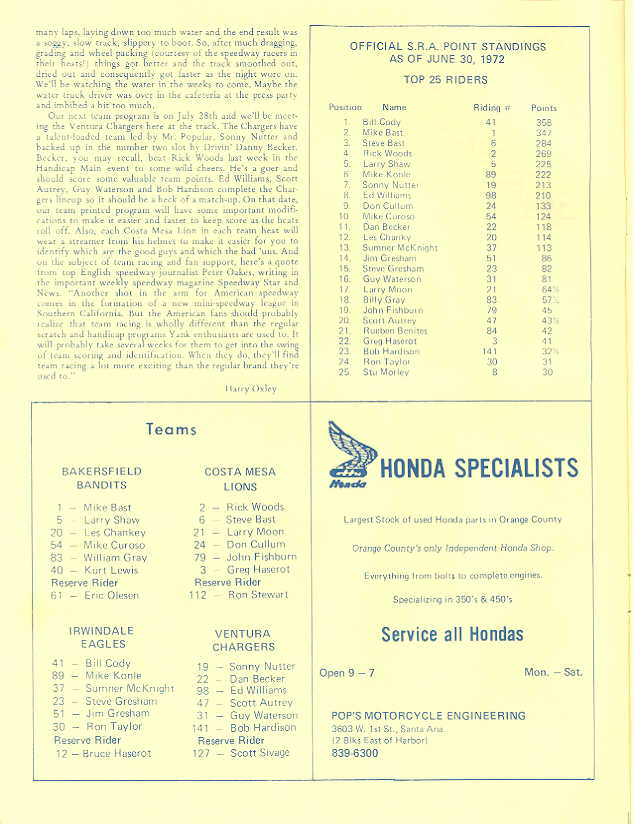 many laps, laying down too much water and the end result was
a soggy, slow track, slippery to boot. So, after much dragging,
grading and wheel packing (courtesy of the speedway racers in
their heats!) things got better and the track smoothed out,
dried out and consequently got faster as the night wore on.
We'll be watching the water in the weeks to come. Maybe the
water truck driver was over in the cafeteria at the press party
and imbibed a bit too much.
Our next team program is on July 28th and we'll be meet-
ing the Ventura Chargers here at the track. The Chargers have
a talent-loaded team led by Mr. Popular, Sonny Nutter and
backed up in the number two slot by Drivin' Danny Becker.
Becker, you may recall, beat Rick Woods last week in the
Handicap Main event to some wild cheers. He's a goer and
should score some valuable team points. Ed Williams, Scott
Autrey, Guy Waterson and Bob Hardison complete the Char-
gers lineup so it should be a heck of a match-up. On that date,
our team printed program will have some important modifi-
cations to make it easier and faster to keep score as the heats
roll off. Also, each Costa Mesa Lion in each team heat will
wear a streamer from his helmet to make it easier for you to
identify which are the good guys and which the bad 'uns. And
on the subject of team racing and fan support, here's a quote
from top English speedway journalist Peter Oakes, writing in
the important weekly speedway magazine Speedway Star and
News. "Another shot in the arm for American speedway
comes in the formation of a new mini-speedway league in
Southern California. But the American fans should probably
realize that team racing is wholly different than the regular
scratch and handicap programs Yank enthusiasts are used to. It
will probably take several weeks for them to get into the swing
of team scoring and identification. When they do, they'll find
team racing a lot more exciting than the regular brand they're
used to."
Harry Oxley
OFFICIAL S.R.A. POINT STANDINGS
AS OF JUNE 30, 1972
TOP 25 RIDERS
Position Name Riding # Points
1. Bill Cody 41 358
2. Mike Bast 1 347
3. Steve Bast 6 284
4. Rick Woods 2 269
5. Larry Shaw 5 228
6. Mike Konle 89 222
7. Sonny Nutter 19 213
8. Ed Williams 98 210
9. Don Cullum 24 133
10. Mike Curoso 54 124
11. Dan Becker 22 118
12. Les Chanky 20 114
13. Sumner McKnight 37 113
14. Jim Gresham 51 86
15. Steve Gresham 23 82
16. Guy Waterson 31 81
17. Larry Moon 21 64½
18. Billy Gray 83 57½
19. John Fishburn 79 45
20. Scott Autrey 47 43½
21. Rueben Benites 84 42
22. Greg Haserot 3 41
23. Bob Hardison 141 32½
24. Ron Taylor 30 31
25. Stu Morley 8 30
Teams
BAKERSFIELD
BANDITS
1 — Mike Bast
5 — Larry Shaw
20 — Les Chankey
54 — Mike Curoso
83 — William Gray
40 — Kurt Lewis
Reserve Rider
61 — Eric Olesen
COSTA MESA
LIONS
2 — Rick Woods
6 — Steve Bast
21 — Larry Moon
24 — Don Cullum
79 — John Fishburn
3 — Greg Haserot
Reserve Rider
112 — Ron Stewart
IRWINDALE
EAGLES
41 — Bill Cody
89 — Mike Konle
37 — Sumner McKnight
23 — Steve Gresham
51 — Jim Gresham
30 — Ron Taylor
Reserve Rider
12 — Bruce Haserot
VENTURA
CHARGERS
19 — Sonny Nutter
22 — Dan Becker
98 — Ed Williams
47 — Scott Autrey
31 — Guy Waterson
141 — Bob Hardison
Reserve Rider
127 — Scott Sivage
Honda
HONDA SPECIALISTS
Largest Stock of used Honda parts in Orange County
Orange County's only Independent Honda Shop.
Everything from bolts to complete engines.
Specializing in 350's & 450's
Service all Hondas
Open 9 – 7 Mon. – Sat.
POP'S MOTORCYCLE ENGINEERING
3603 W. 1st St., Santa Ana
(2 Blks East of Harbor)
839-6300